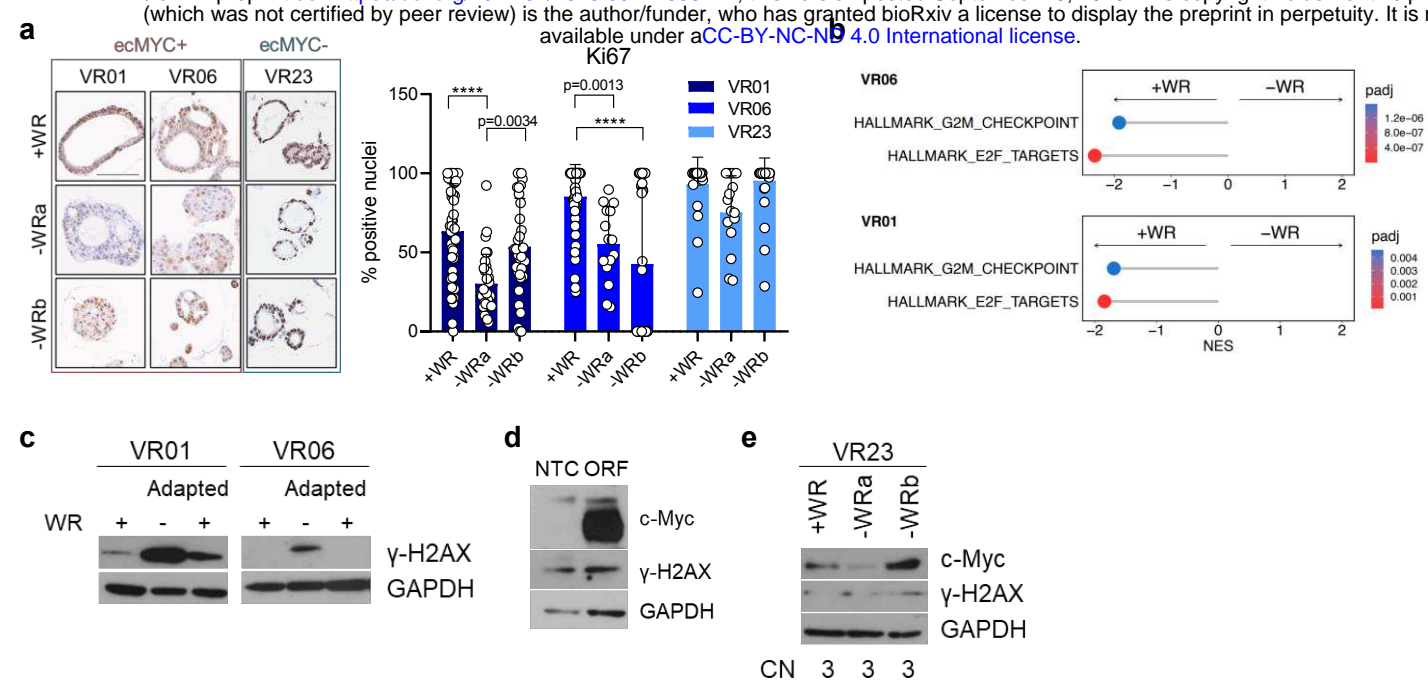 (which was not certified by peer review) is the author/funder, who has granted bioRxiv a license to display the preprint in perpetuity. It is
available under aCC-BY-NC-ND 4.0 International license.
a
ecMYC+
ecMYC-
VR01
VR06
VR23
+WR
-WRa
-WRb
Ki67
% positive nuclei
150
100
50
0
****
p=0.0034
p=0.0013
****
VR01
VR06
VR23
+WR
-WRa
-WRb
+WR
-WRa
-WRb
+WR
-WRa
-WRb
b
VR06
+WR
−WR
HALLMARK_G2M_CHECKPOINT
HALLMARK_E2F_TARGETS
−2 −1 0 1 2
padj
1.2e−06
8.0e−07
4.0e−07
VR01
+WR
−WR
HALLMARK_G2M_CHECKPOINT
HALLMARK_E2F_TARGETS
−2 −1 0 1 2
NES
padj
0.004
0.003
0.002
0.001
c
VR01 VR06
Adapted Adapted
WR + - + + - +
γ-H2AX
GAPDH
d
NTC ORF
c-Myc
γ-H2AX
GAPDH
e
VR23
+WR
-WRa
-WRb
c-Myc
γ-H2AX
GAPDH
CN 3 3 3